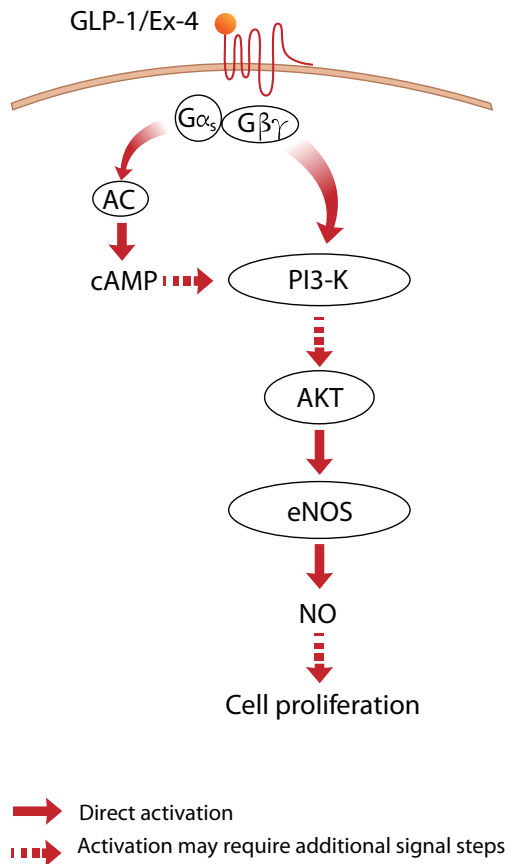 GLP-1/Ex-4
Gαs
Gβγ
AC
cAMP
PI3-K
AKT
eNOS
NO
Cell proliferation
Direct activation
Activation may require additional signal steps